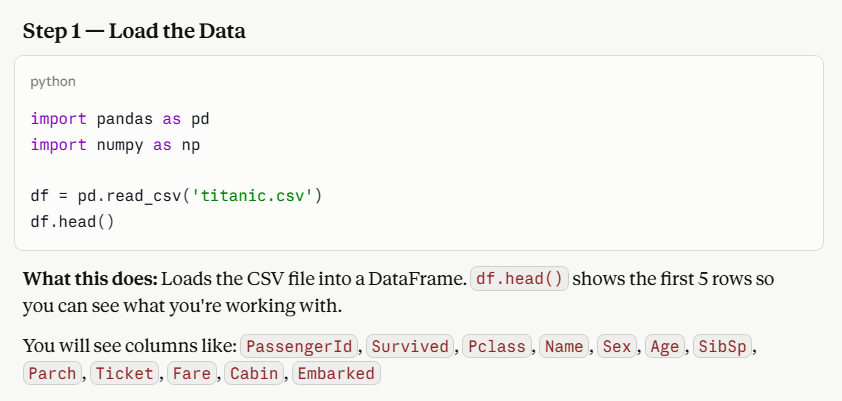 Step 1 — Load the Data
python
import pandas as pd
import numpy as np
df = pd.read_csv('titanic.csv')
df.head()
What this does: Loads the CSV file into a DataFrame. df.head() shows the first 5 rows so
you can see what you're working with.
You will see columns like: PassengerId, Survived, Pclass, Name, Sex, Age, SibSp,
Parch, Ticket, Fare, Cabin, Embarked